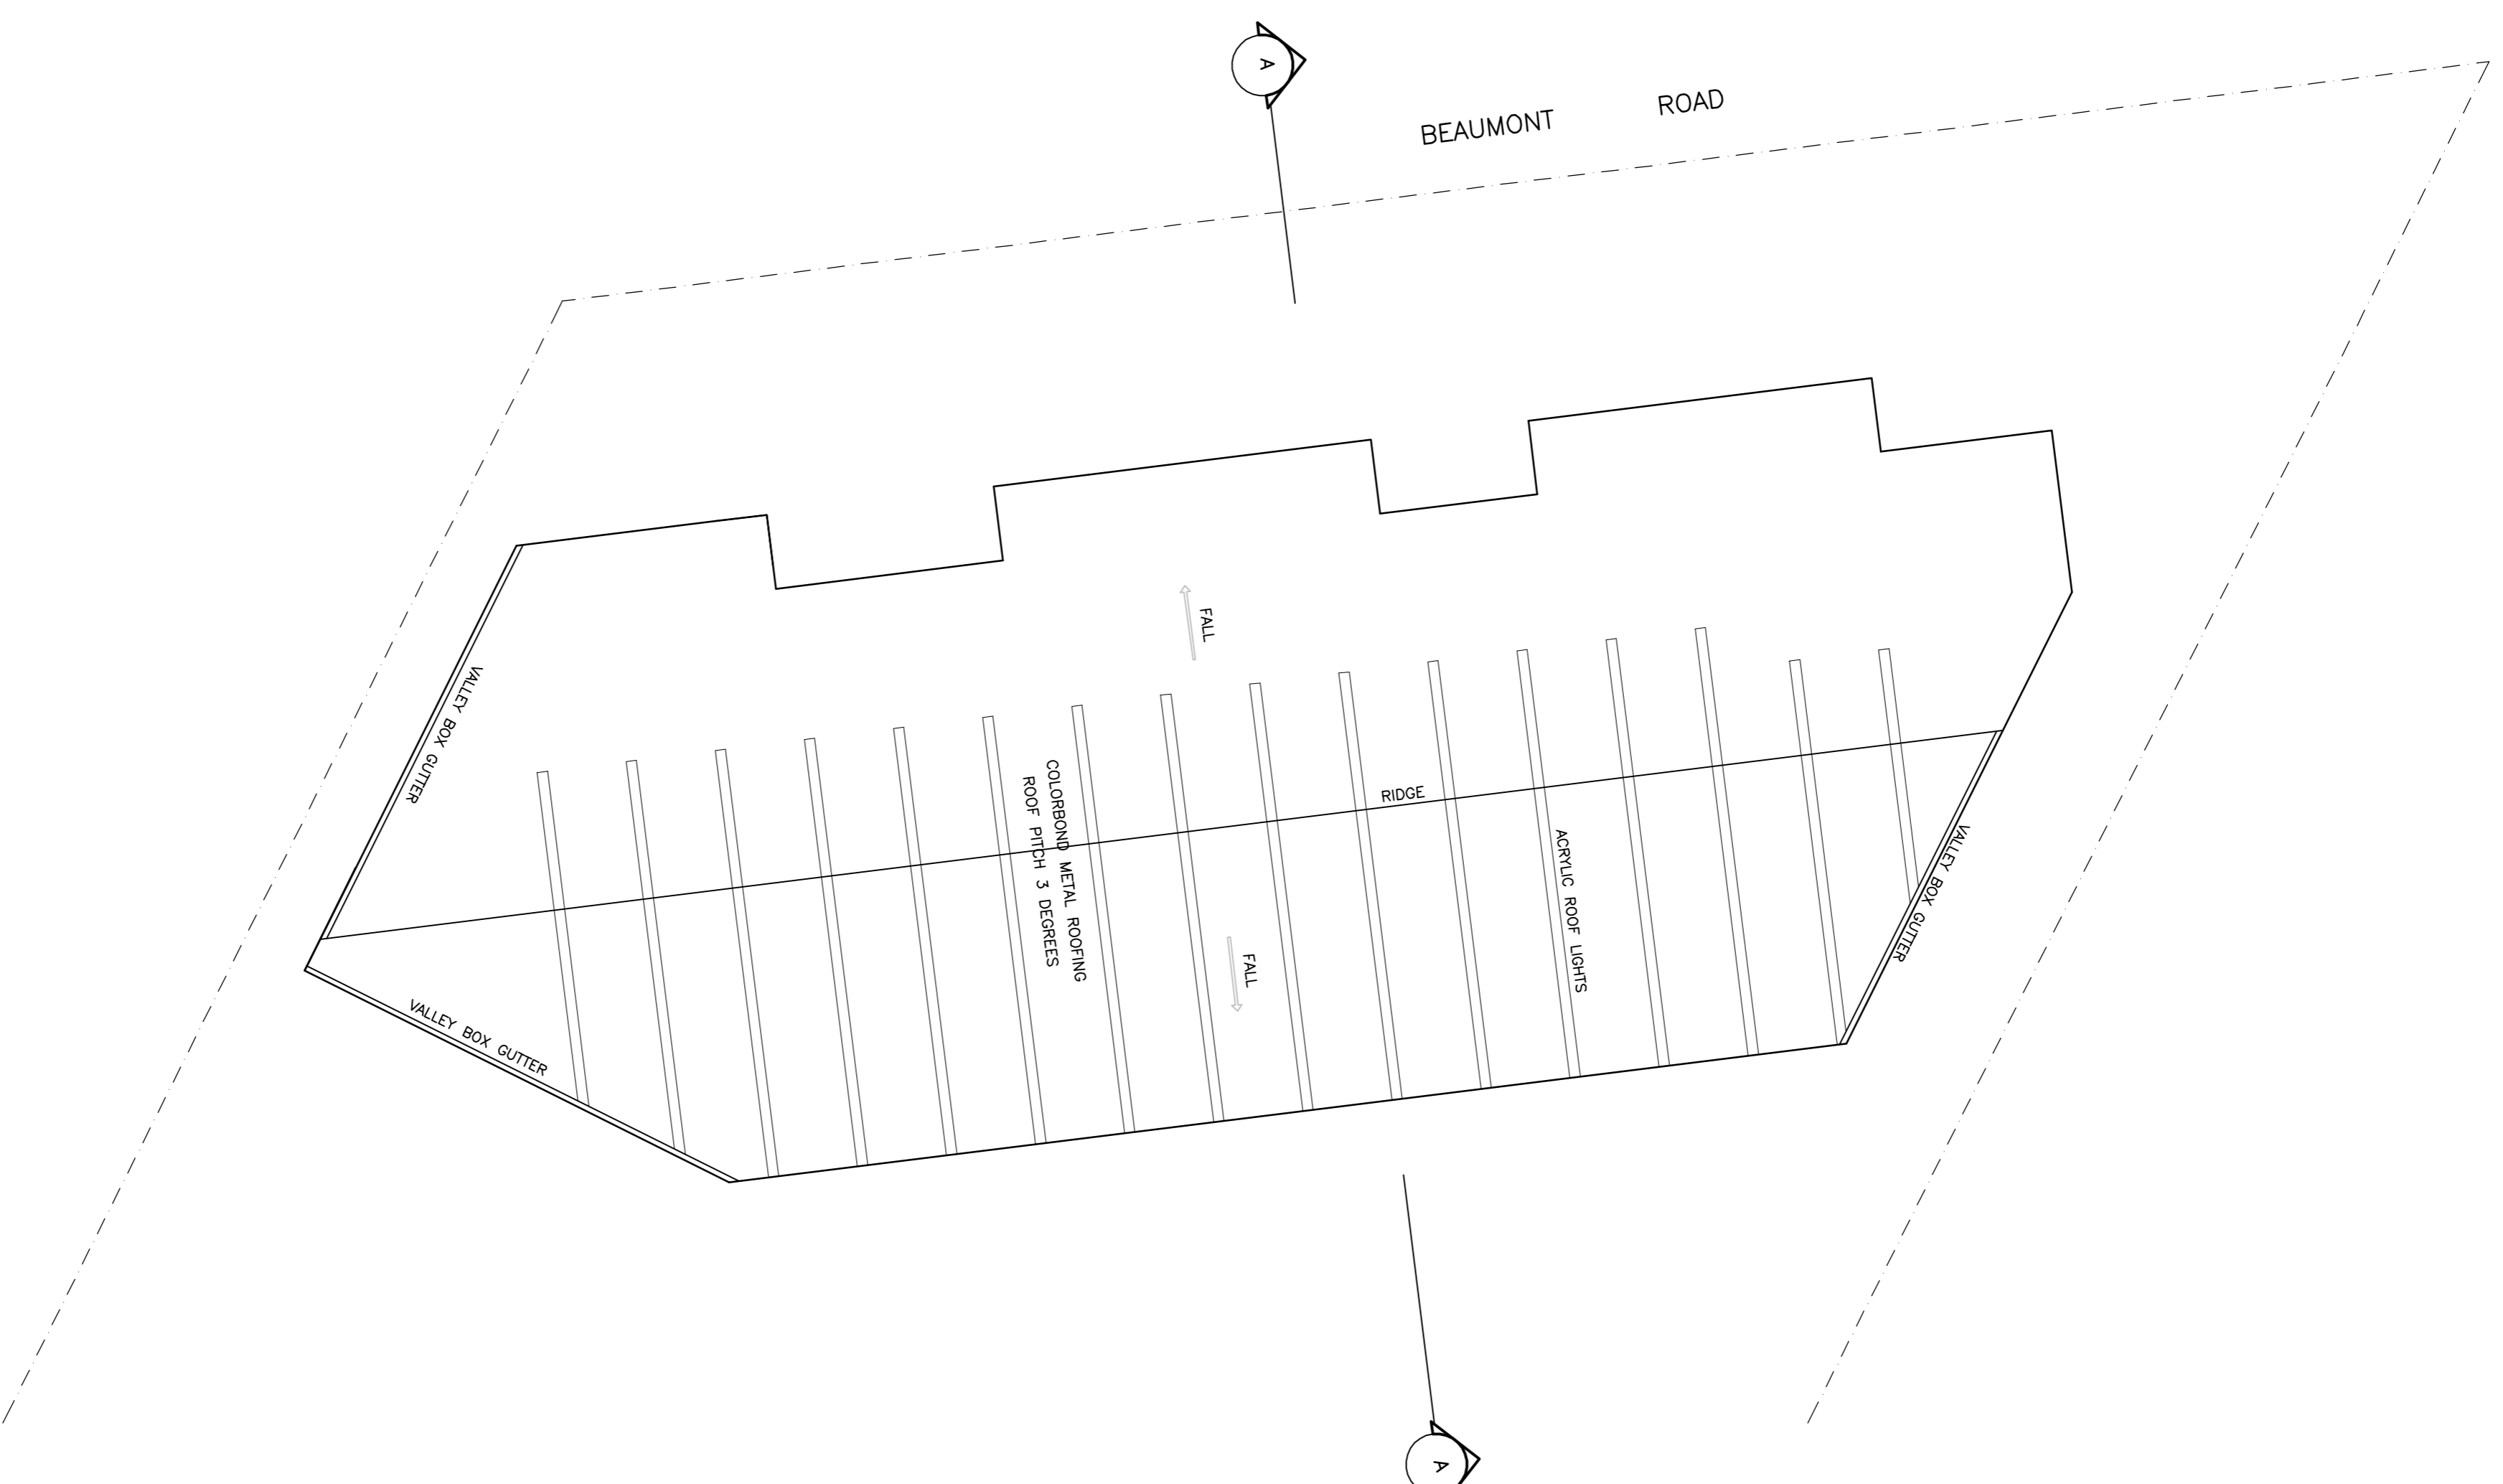 A
BEAUMONT ROAD
FALL
VALLEY BOX GUTTER
COLORBOND METAL ROOFING
ROOF PITCH 3 DEGREES
RIDGE
ACRYLIC ROOF LIGHTS
VALLEY BOX GUTTER
FALL
VALLEY BOX GUTTER
A